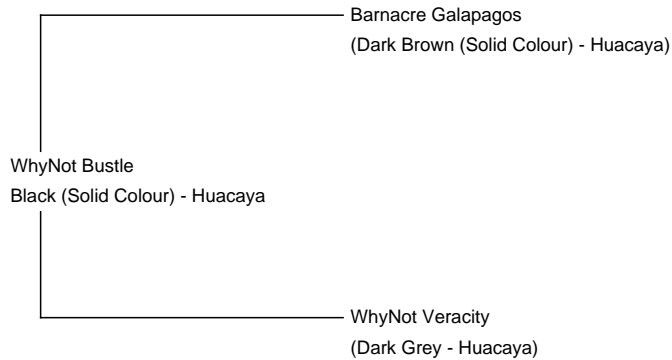 Barnacre Galapagos
(Dark Brown (Solid Colour) - Huacaya)
WhyNot Bustle
Black (Solid Colour) - Huacaya
WhyNot Veracity
(Dark Grey - Huacaya)